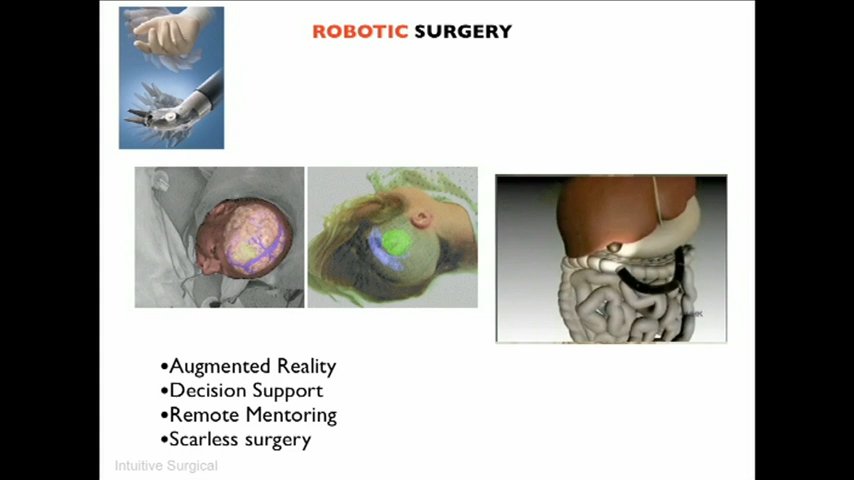 ROBOTIC SURGERY
•Augmented Reality
•Decision Support
•Remote Mentoring
•Scarless surgery
Intuitive Surgical